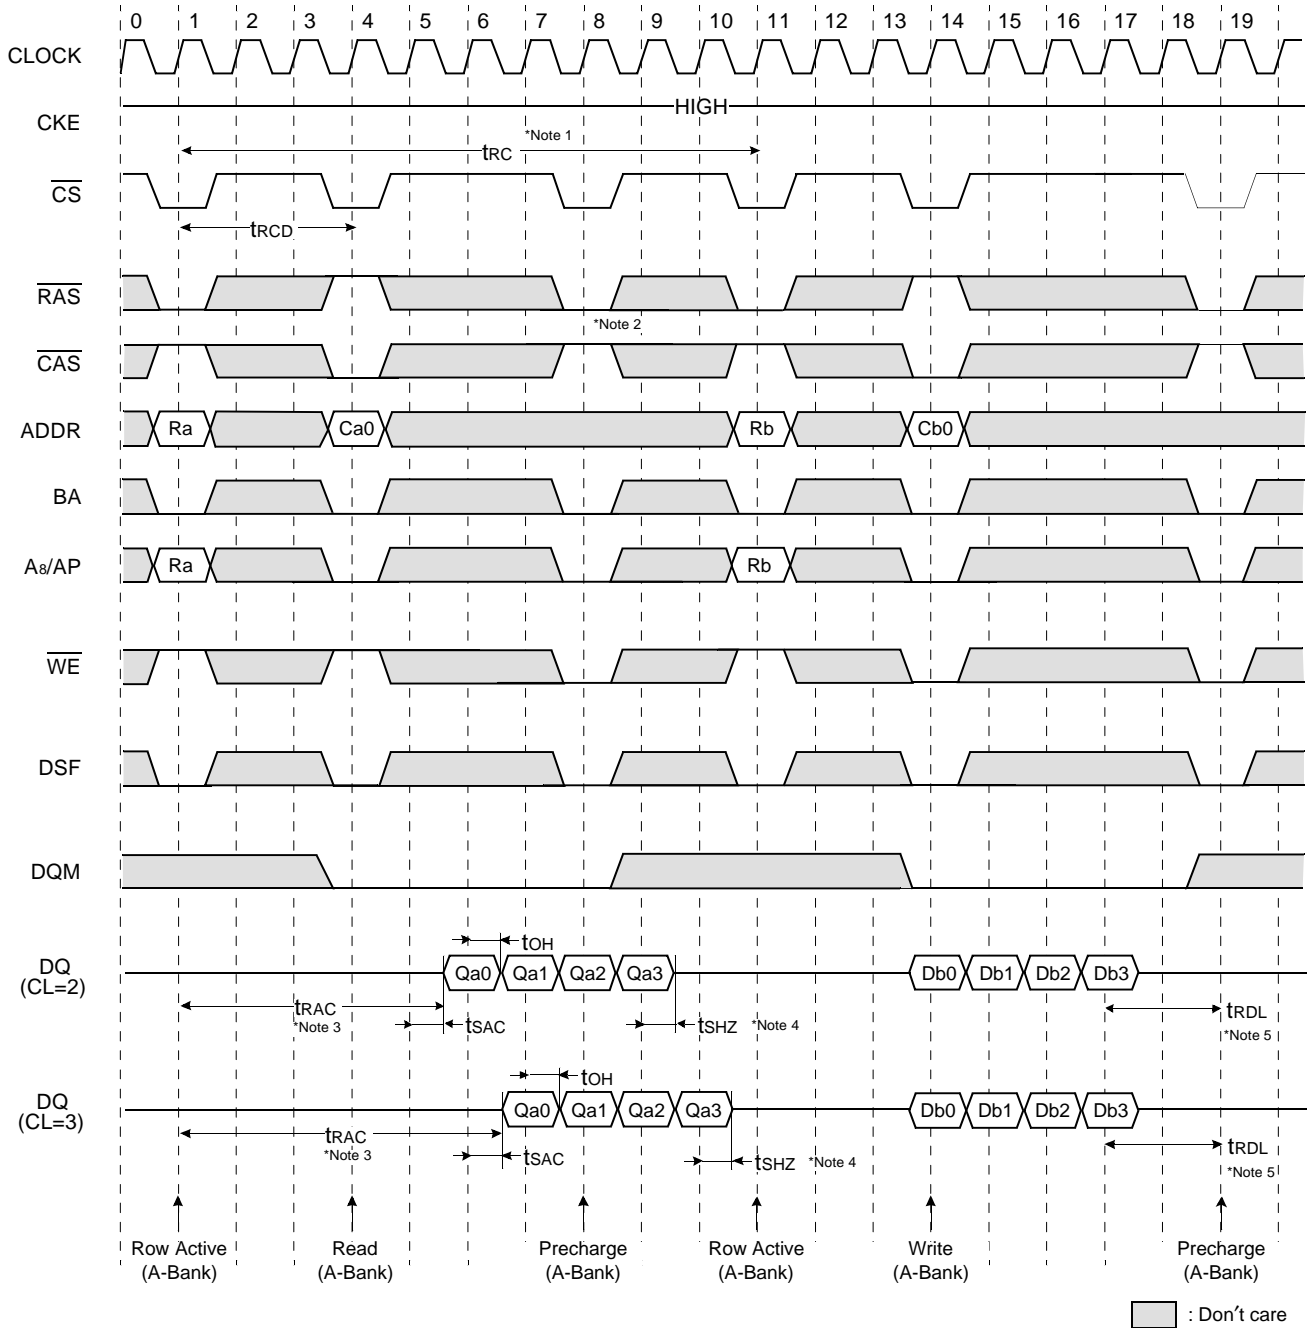 0 1 2 3 4 5 6 7 8 9 10 11 12 13 14 15 16 17 18 19
CLOCK
CKE
HIGH
*Note 1
tRC
CS
tRCD
RAS
*Note 2
CAS
ADDR
Ra Ca0 Rb Cb0
BA
A8/AP
Ra Rb
WE
DSF
DQM
tOH
DQ
(CL=2)
Qa0 Qa1 Qa2 Qa3 Db0 Db1 Db2 Db3
tRAC
*Note 3
tSAC
tSHZ *Note 4
tRDL
*Note 5
tOH
DQ
(CL=3)
Qa0 Qa1 Qa2 Qa3 Db0 Db1 Db2 Db3
tRAC
*Note 3
tSAC
tSHZ *Note 4
tRDL
*Note 5
Row Active
(A-Bank)
Read
(A-Bank)
Precharge
(A-Bank)
Row Active
(A-Bank)
Write
(A-Bank)
Precharge
(A-Bank)
: Don′t care